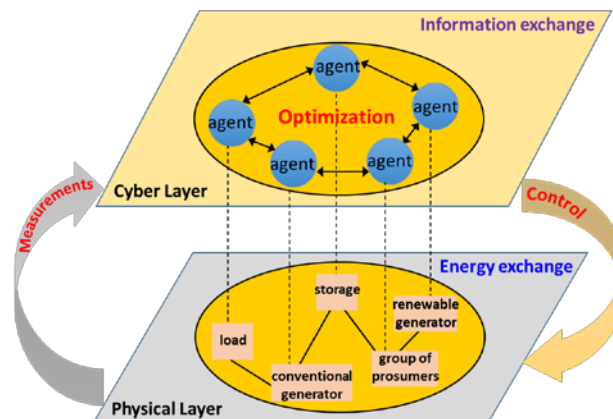 Information exchange
agent
agent
agent
Optimization
agent
agent
Cyber Layer
Measurements
Control
Energy exchange
storage
renewable
generator
load
group of
prosumers
conventional
generator
Physical Layer